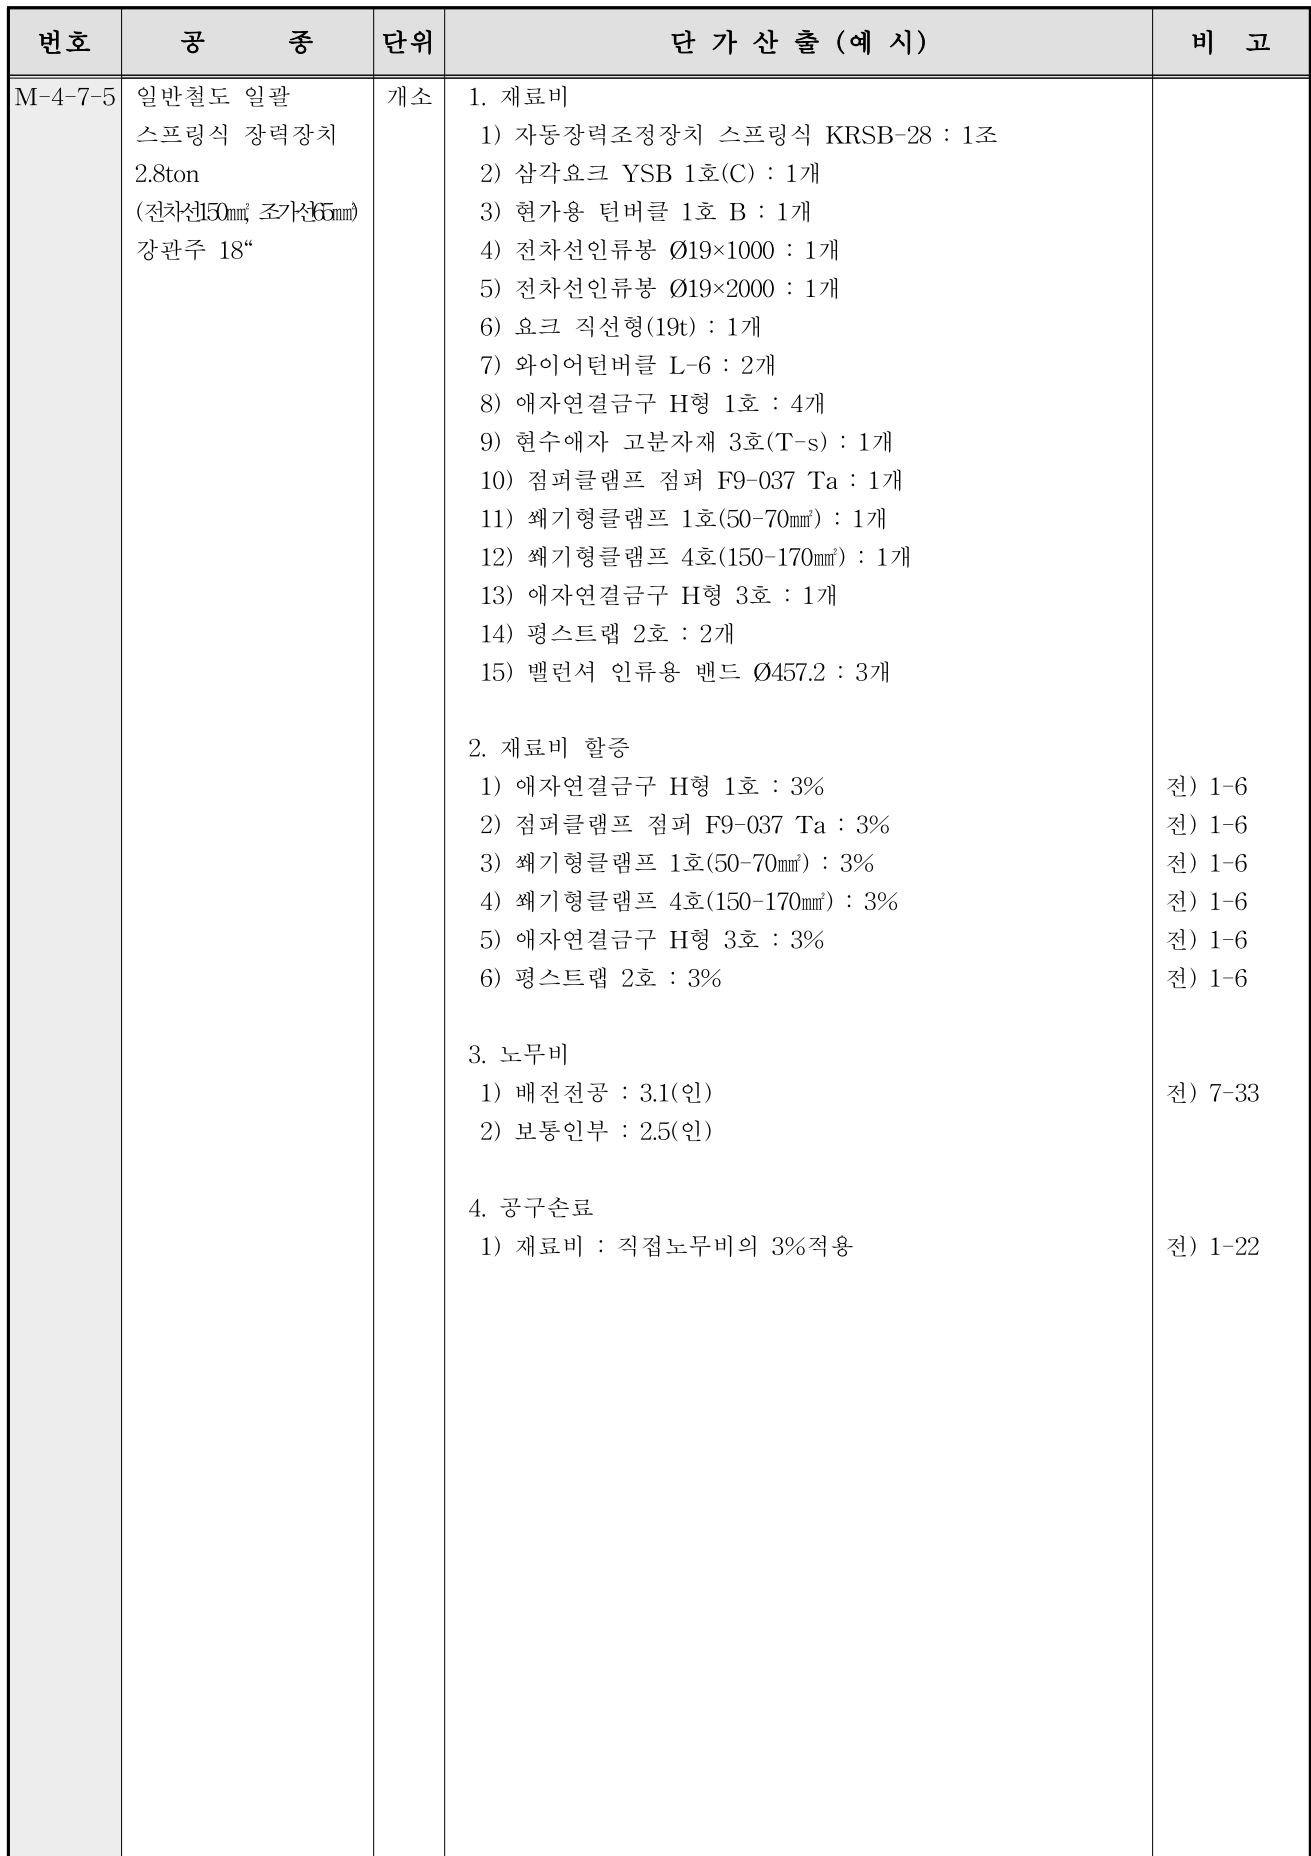 번호 공 종 단위 단 가 산 출 (예 시) 비 고
M-4-7-5 일반철도 일괄 개소 1. 재료비
스프링식 장력장치 1) 자동장력조정장치 스프링식 KRSB-28 : 1조
2.8ton 2) 삼각요크 YSB 1호(C) : 1개
(전차선150㎟, 조가선65㎟) 3) 현가용 턴버클 1호 B : 1개
강관주 18“ 4) 전차선인류봉 Ø19×1000 : 1개
5) 전차선인류봉 Ø19×2000 : 1개
6) 요크 직선형(19t) : 1개
7) 와이어턴버클 L-6 : 2개
8) 애자연결금구 H형 1호 : 4개
9) 현수애자 고분자재 3호(T-s) : 1개
10) 점퍼클램프 점퍼 F9-037 Ta : 1개
11) 쐐기형클램프 1호(50-70㎟) : 1개
12) 쐐기형클램프 4호(150-170㎟) : 1개
13) 애자연결금구 H형 3호 : 1개
14) 평스트랩 2호 : 2개
15) 밸런셔 인류용 밴드 Ø457.2 : 3개
2. 재료비 할증
1) 애자연결금구 H형 1호 : 3% 전) 1-6
2) 점퍼클램프 점퍼 F9-037 Ta : 3% 전) 1-6
3) 쐐기형클램프 1호(50-70㎟) : 3% 전) 1-6
4) 쐐기형클램프 4호(150-170㎟) : 3% 전) 1-6
5) 애자연결금구 H형 3호 : 3% 전) 1-6
6) 평스트랩 2호 : 3% 전) 1-6
3. 노무비
1) 배전전공 : 3.1(인) 전) 7-33
2) 보통인부 : 2.5(인)
4. 공구손료
1) 재료비 : 직접노무비의 3%적용 전) 1-22